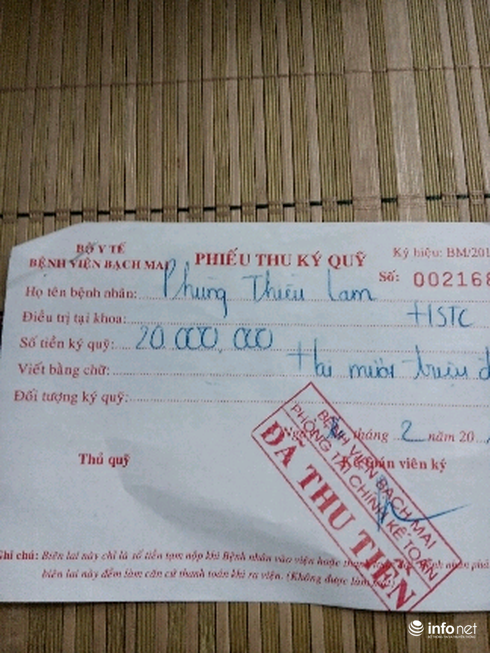 BỘ Y TẾ
BỆNH VIỆN BẠCH MAI
PHIẾU THU KÝ QUỸ
Ký hiệu: BM/201
Số: 002168
Họ tên bệnh nhân: Phùng Thiếu Lam
Điều trị tại khoa: HSTC
Số tiền ký quỹ: 20.000.000
Viết bằng chữ: Hai mươi triệu đ
Đối tượng ký quỹ:
tháng 2 năm 20
Thủ quỹ
viên ký
BỆNH VIỆN BẠCH MAI
PHÒNG TÀI CHÍNH KẾ TOÁN
ĐÃ THU TIỀN
Ghi chú: Biên lai này chỉ là số tiền tạm nộp khi Bệnh nhân vào viện hoặc nhân phải
biên lai này đếm làm căn cứ thanh toán khi ra viện. (Không được làm
infonet